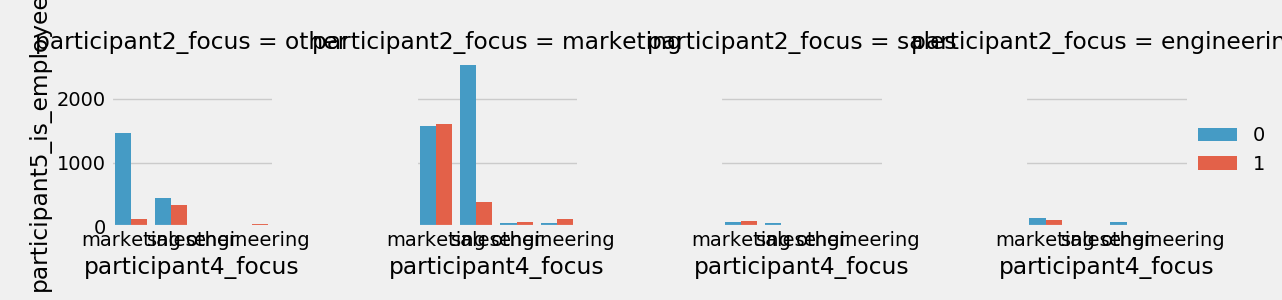 participant2_focus = other
participant2_focus = marketing
participant2_focus = sales
participant2_focus = engineerin
participant5_is_employee
2000
1000
0
marketing sales other engineering
marketing sales other engineering
marketing sales other engineering
marketing sales other engineering
participant4_focus
participant4_focus
participant4_focus
participant4_focus
0
1